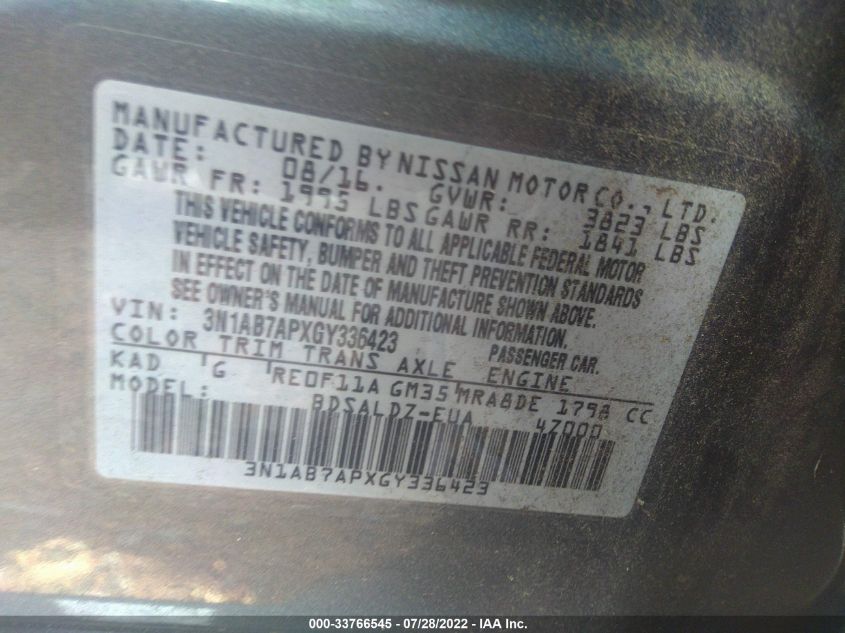 MANUFACTURED BY NISSAN MOTOR CO., LTD.
DATE: 08/16. GVWR: 3823 LBS
GAWR FR: 1995 LBS GAWR RR: 1841 LBS
THIS VEHICLE CONFORMS TO ALL APPLICABLE FEDERAL MOTOR
VEHICLE SAFETY, BUMPER AND THEFT PREVENTION STANDARDS
IN EFFECT ON THE DATE OF MANUFACTURE SHOWN ABOVE.
SEE OWNER'S MANUAL FOR ADDITIONAL INFORMATION.
VIN: 3N1AB7APXGY336423 PASSENGER CAR.
COLOR TRIM TRANS AXLE ENGINE
KAD G RE0F11A GM35 MRA8DE 1798 CC
MODEL: BDSALDZ-EUA 4Z000
3N1AB7APXGY336423
000-33766545 / 07/28/2022 - IAA Inc.